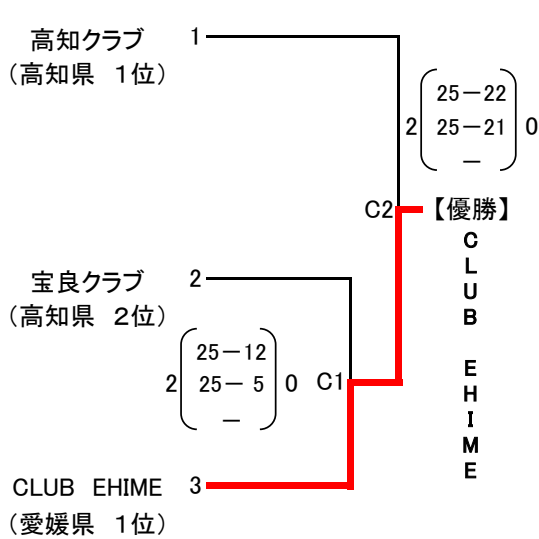 高知クラブ 1
（高知県　１位）
25－22
2 25－21 0
－
C2 【優勝】
CLUB EHIME
宝良クラブ 2
（高知県　２位）
25－12
2 25－ 5 0 C1
－
CLUB EHIME 3
（愛媛県　１位）